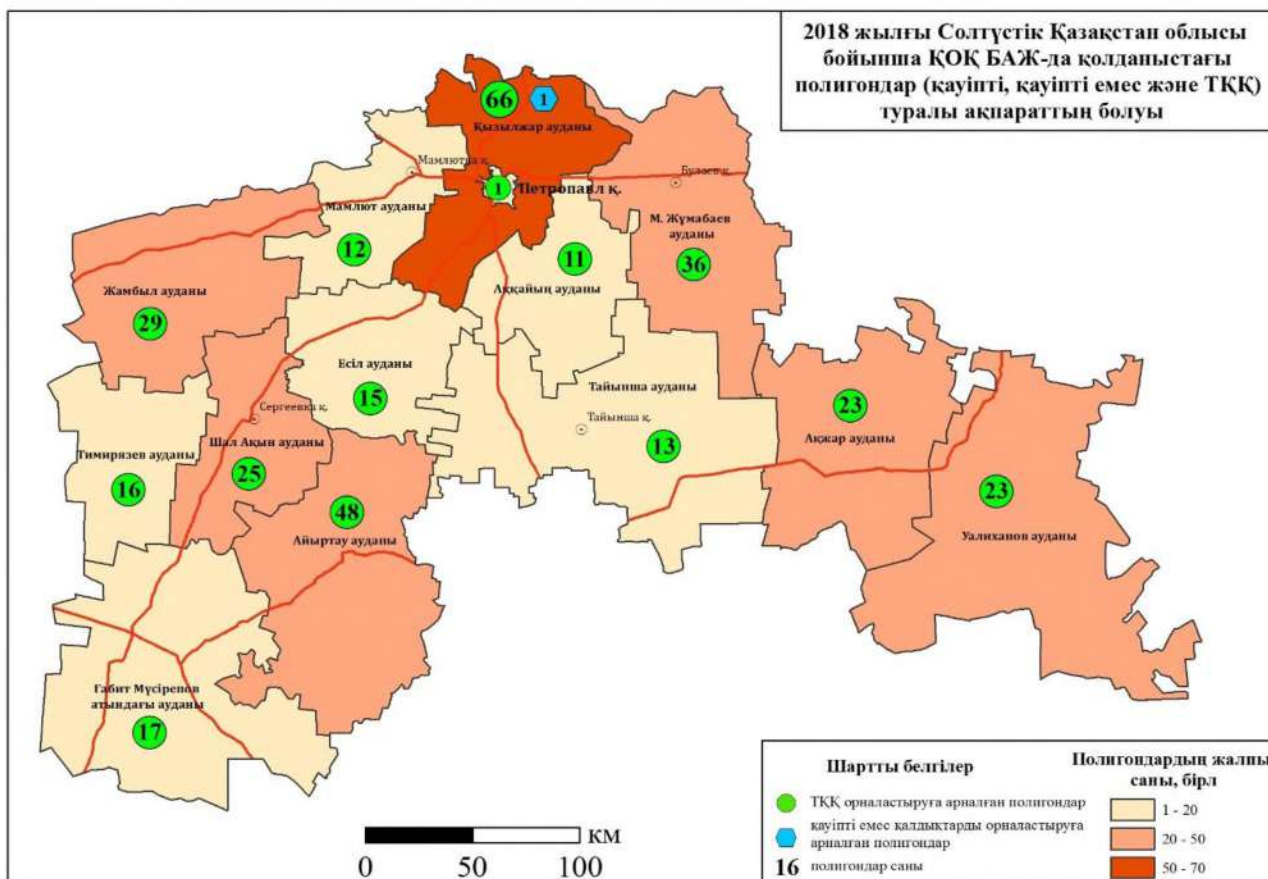 2018 жылғы Солтүстік Қазақстан облысы
бойынша ҚОҚ БАЖ-да қолданыстағы
полигондар (қауіпті, қауіпті емес және ТҚҚ)
туралы ақпараттың болуы
66
1
Қызылжар ауданы
Мамлютка қ.
1
Петропавл қ.
Булаев қ.
Мамлют ауданы
12
М. Жұмабаев
ауданы
36
11
Аққайың ауданы
Жамбыл ауданы
29
Есіл ауданы
15
Тайынша ауданы
Тайынша қ.
13
23
Ақжар ауданы
Сергеевка қ.
Шал Ақын ауданы
25
Тимирязев ауданы
16
48
Айыртау ауданы
23
Уалиханов ауданы
Ғабит Мүсірепов
атындағы ауданы
17
КМ
0 50 100
Шартты белгілер
ТҚҚ орналастыруға арналған полигондар
қауіпті емес қалдықтарды орналастыруға
арналған полигондар
16 полигондар саны
Полигондардың жалпы
саны, бірл
1 - 20
20 - 50
50 - 70